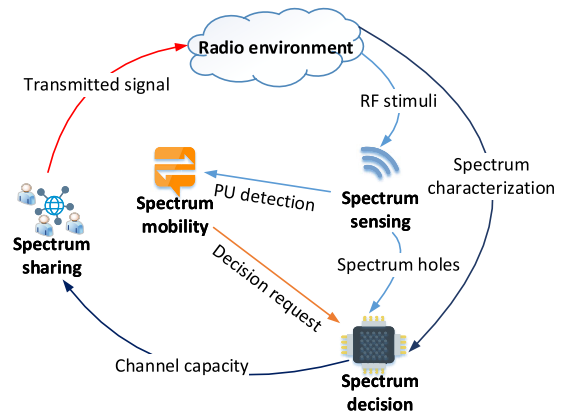 Radio environment
Transmitted signal
RF stimuli
Spectrum
characterization
Spectrum
mobility
PU detection
Spectrum
sensing
Spectrum
sharing
Decision request
Spectrum holes
Channel capacity
Spectrum
decision